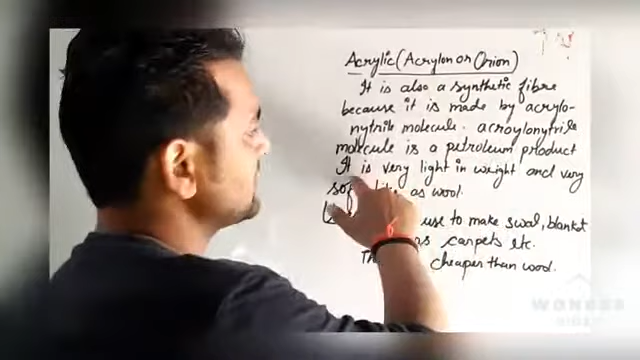 Acrylic (Acrylon or Orion)
It is also a synthetic fibre
because it is made by acrylo-
nytrile molecule. acroylonytrile
molecule is a petroleum product
It is very light in weight and very
as wool.
use to make swal, blanket
carpets etc.
cheaper than wood.
WONDER